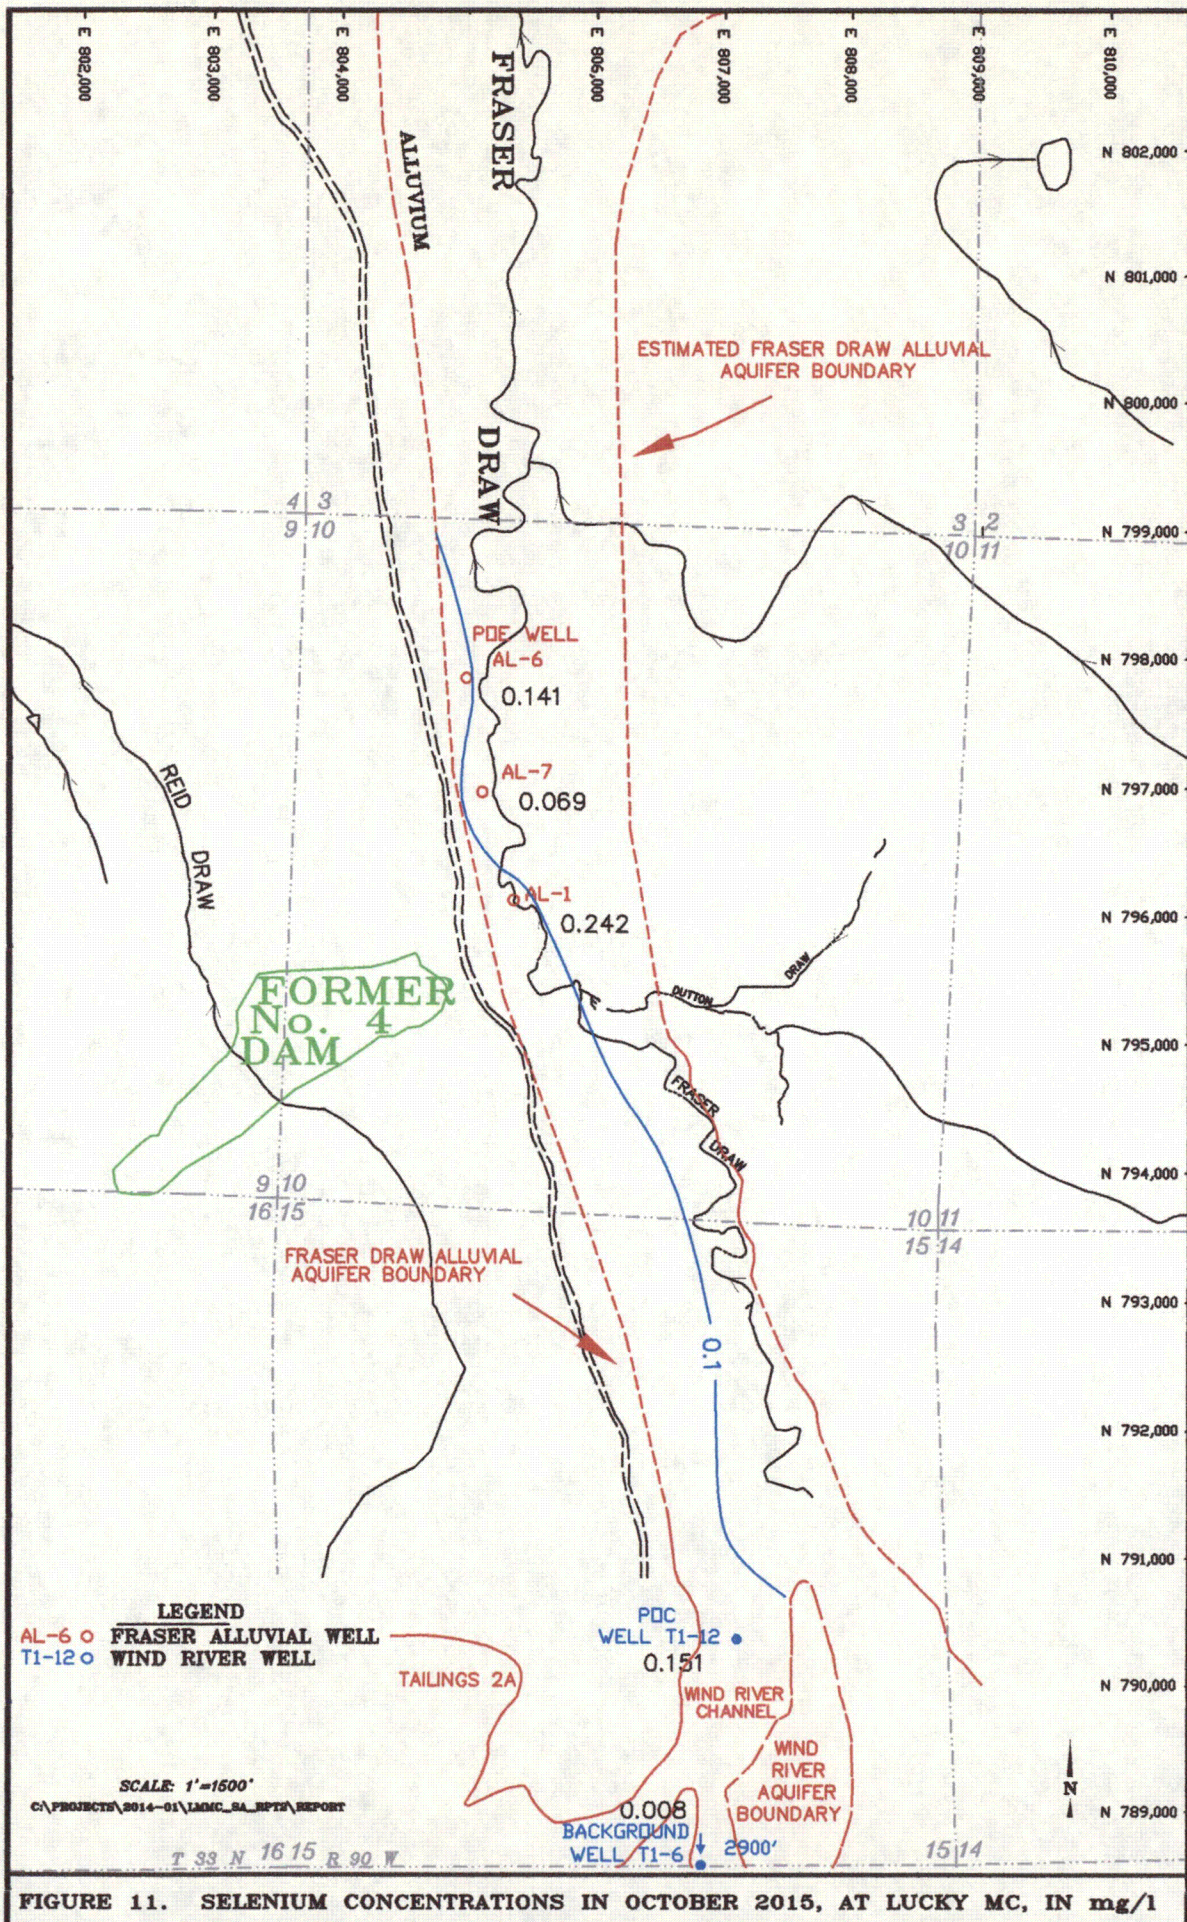 E 802,000
E 803,000
E 804,000
E 806,000
E 807,000
E 808,000
E 809,000
E 810,000
FRASER
ALLUVIUM
N 802,000
N 801,000
ESTIMATED FRASER DRAW ALLUVIAL
AQUIFER BOUNDARY
N 800,000
DRAW
4 3
9 10
3 2
10 11
N 799,000
POE WELL
AL-6
0.141
N 798,000
REID
DRAW
AL-7
0.069
N 797,000
AL-1
0.242
N 796,000
DRAW
DUTTON
FORMER
No. 4
DAM
N 795,000
FRASER
DRAW
N 794,000
9 10
16 15
10 11
15 14
FRASER DRAW ALLUVIAL
AQUIFER BOUNDARY
N 793,000
0.1
N 792,000
N 791,000
LEGEND
AL-6 FRASER ALLUVIAL WELL
T1-12 WIND RIVER WELL
POC
WELL T1-12
0.151
TAILINGS 2A
WIND RIVER
CHANNEL
N 790,000
WIND
RIVER
AQUIFER
BOUNDARY
N
SCALE: 1"=1600'
C:\PROJECTS\2014-01\LMMC_SA_RPTS\REPORT
0.008
BACKGROUND
WELL T1-6
2900'
N 789,000
T 33 N 16 15 R 90 W
15 14
FIGURE 11. SELENIUM CONCENTRATIONS IN OCTOBER 2015, AT LUCKY MC, IN mg/l